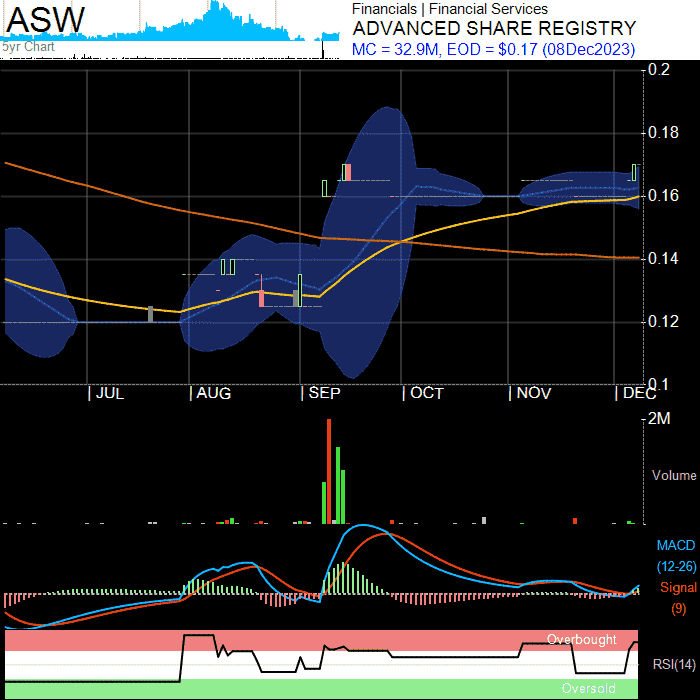 ASW
5yr Chart
Financials | Financial Services
ADVANCED SHARE REGISTRY
MC = 32.9M, EOD = $0.17 (08Dec2023)
0.2
0.18
0.16
0.14
0.12
0.1
JUL AUG SEP OCT NOV DEC
2M
Volume
MACD
(12-26)
Signal
(9)
Overbought
RSI(14)
Oversold